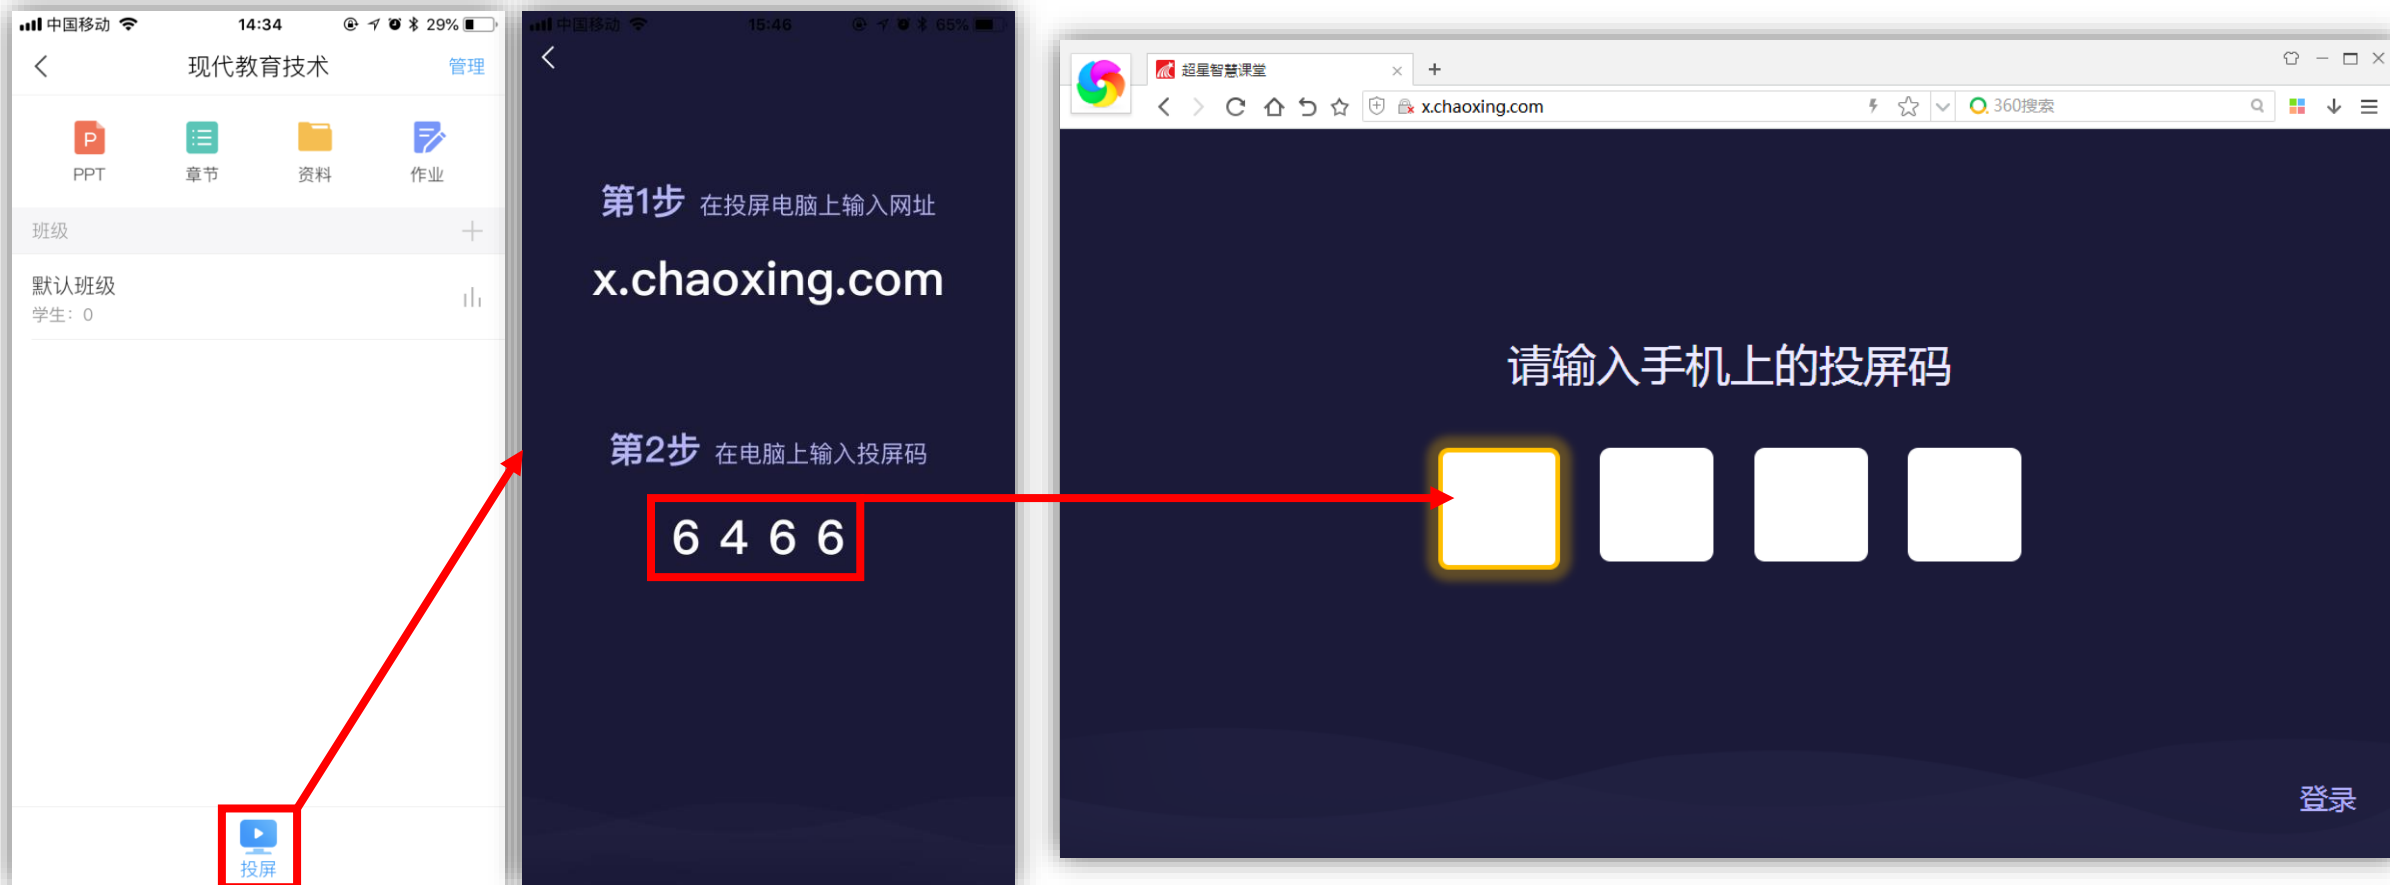 中国移动 14:34 29%
现代教育技术 管理
PPT 章节 资料 作业
班级
默认班级
学生：0
投屏
中国移动 15:46 65%
第1步 在投屏电脑上输入网址
x.chaoxing.com
第2步 在电脑上输入投屏码
6 4 6 6
超星智慧课堂
x.chaoxing.com 360搜索
请输入手机上的投屏码
登录